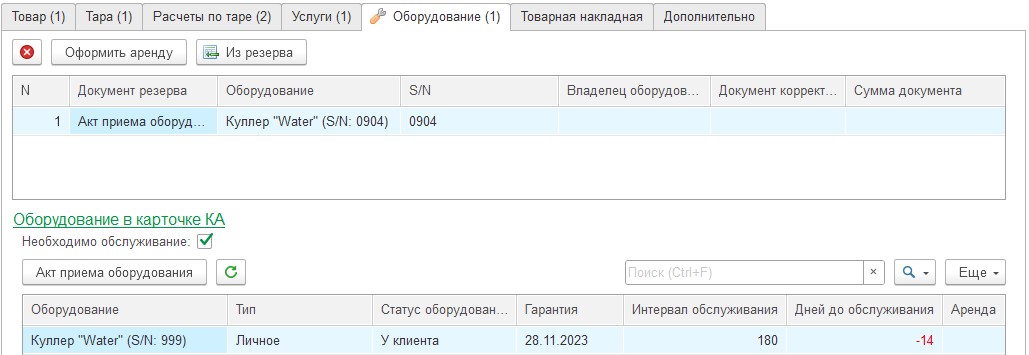 Товар (1) Тара (1) Расчеты по таре (2) Услуги (1) Оборудование (1) Товарная накладная Дополнительно
Оформить аренду Из резерва
N Документ резерва Оборудование S/N Владелец оборудов... Документ коррект... Сумма документа
1 Акт приема оборуд... Куллер "Water" (S/N: 0904) 0904
Оборудование в карточке КА
Необходимо обслуживание:
Акт приема оборудования Поиск (Ctrl+F) × Еще
Оборудование Тип Статус оборудован... Гарантия Интервал обслуживания Дней до обслуживания Аренда
Куллер "Water" (S/N: 999) Личное У клиента 28.11.2023 180 -14